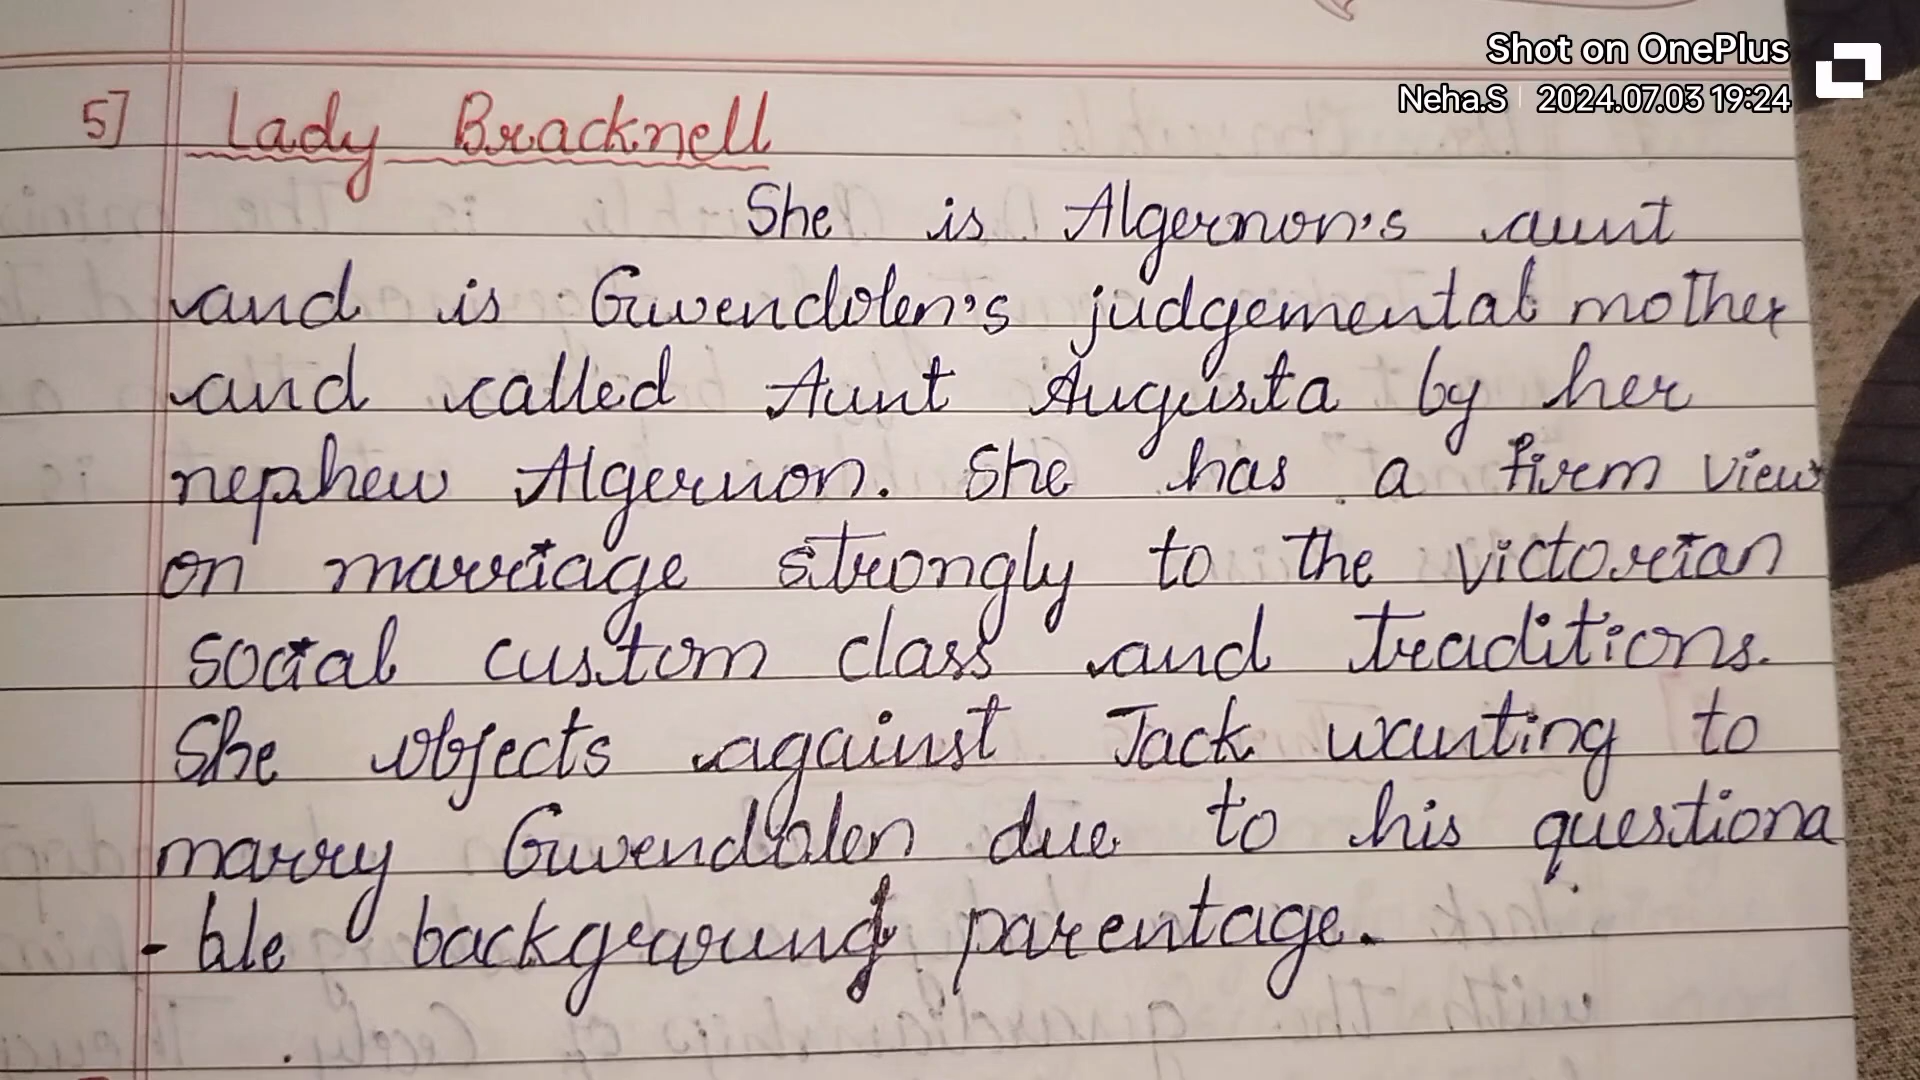 Shot on OnePlus
Neha.S | 2024.07.03 19:24
5] Lady Bracknell
She is Algernon's aunt
and is Gwendolen's judgemental mother
and called Aunt Augusta by her
nephew Algernon. She has a firm view
on marriage strongly to the victorian
social custom class and traditions.
She objects against Jack wanting to
marry Gwendolen due to his questiona
-ble background parentage.